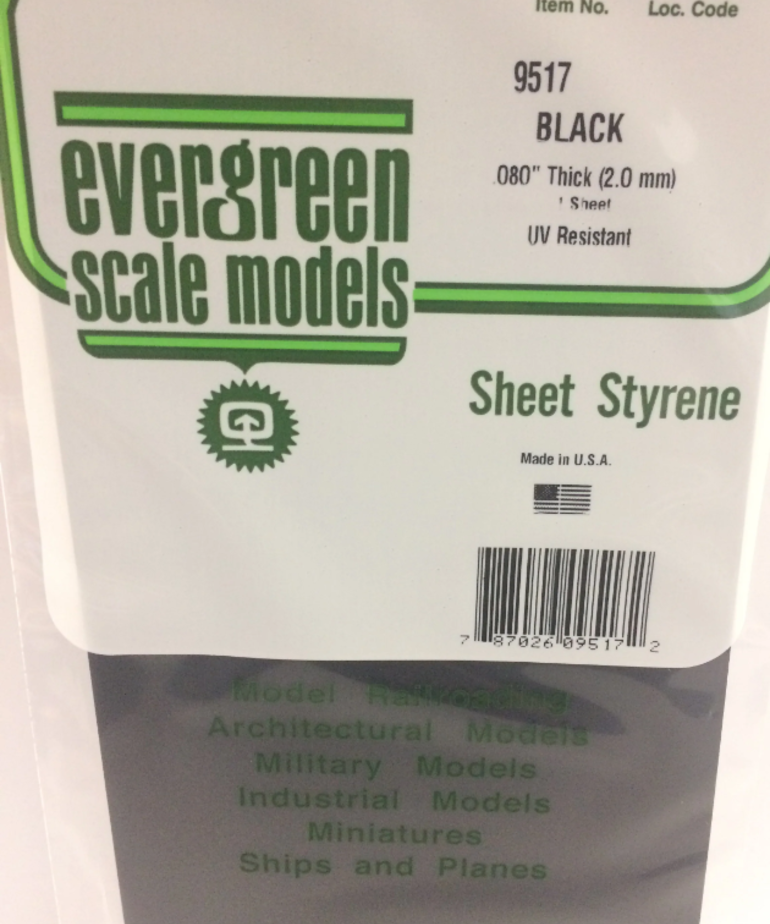 Item No. Loc. Code
9517
BLACK
.080" Thick (2.0 mm)
1 Sheet
UV Resistant
evergreen
scale models
Sheet Styrene
Made in U.S.A.
7 87026 09517 2
Model Railroading
Architectural Models
Military Models
Industrial Models
Miniatures
Ships and Planes